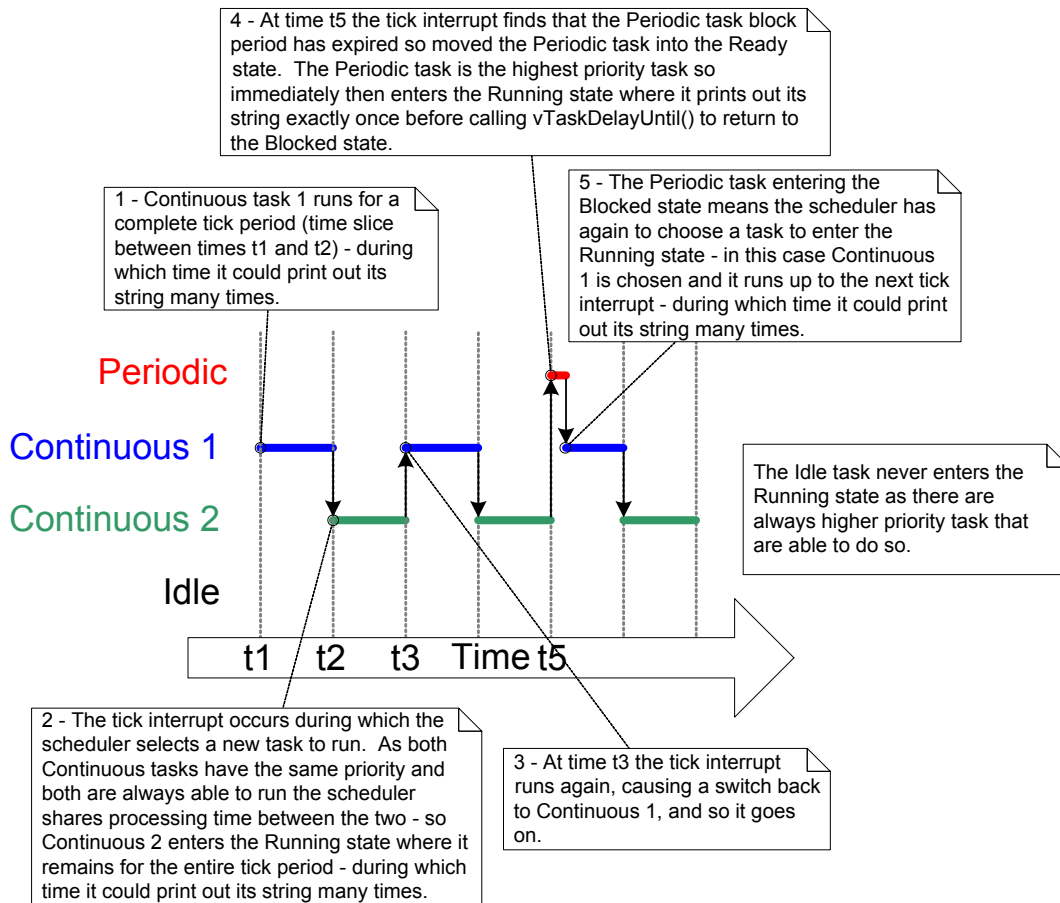 4 - At time t5 the tick interrupt finds that the Periodic task block
period has expired so moved the Periodic task into the Ready
state.  The Periodic task is the highest priority task so
immediately then enters the Running state where it prints out its
string exactly once before calling vTaskDelayUntil() to return to
the Blocked state.
1 - Continuous task 1 runs for a
complete tick period (time slice
between times t1 and t2) - during
which time it could print out its
string many times.
5 - The Periodic task entering the
Blocked state means the scheduler has
again to choose a task to enter the
Running state - in this case Continuous
1 is chosen and it runs up to the next tick
interrupt - during which time it could print
out its string many times.
Periodic
Continuous 1
Continuous 2
Idle
The Idle task never enters the
Running state as there are
always higher priority task that
are able to do so.
t1 t2 t3 Time t5
2 - The tick interrupt occurs during which the
scheduler selects a new task to run.  As both
Continuous tasks have the same priority and
both are always able to run the scheduler
shares processing time between the two - so
Continuous 2 enters the Running state where it
remains for the entire tick period - during which
time it could print out its string many times.
3 - At time t3 the tick interrupt
runs again, causing a switch back
to Continuous 1, and so it goes
on.